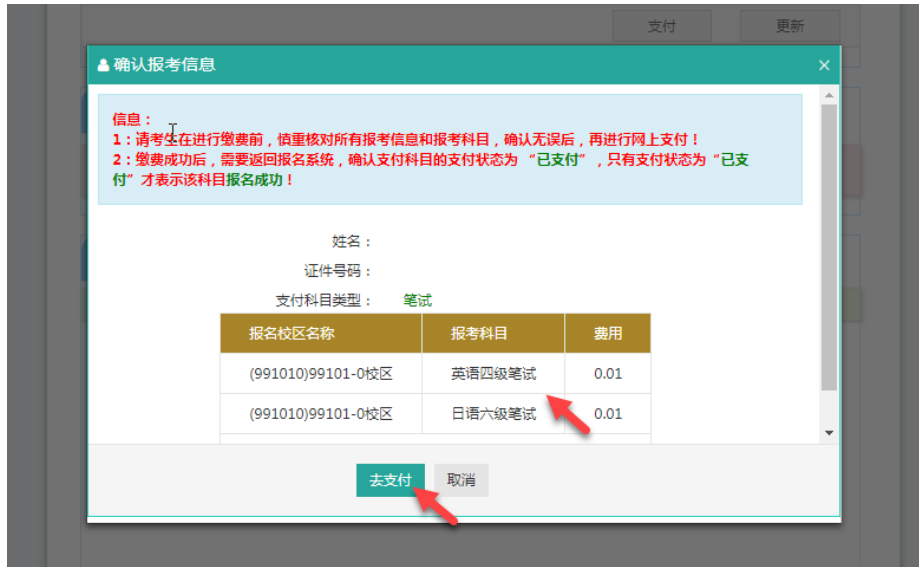 支付 更新
确认报考信息 ×
信息：
1：请考生在进行缴费前，慎重核对所有报考信息和报考科目，确认无误后，再进行网上支付！
2：缴费成功后，需要返回报名系统，确认支付科目的支付状态为 “已支付” ，只有支付状态为 “已支
付” 才表示该科目报名成功！
姓名：
证件号码：
支付科目类型： 笔试
报名校区名称 报考科目 费用
(991010)99101-0校区 英语四级笔试 0.01
(991010)99101-0校区 日语六级笔试 0.01
去支付 取消